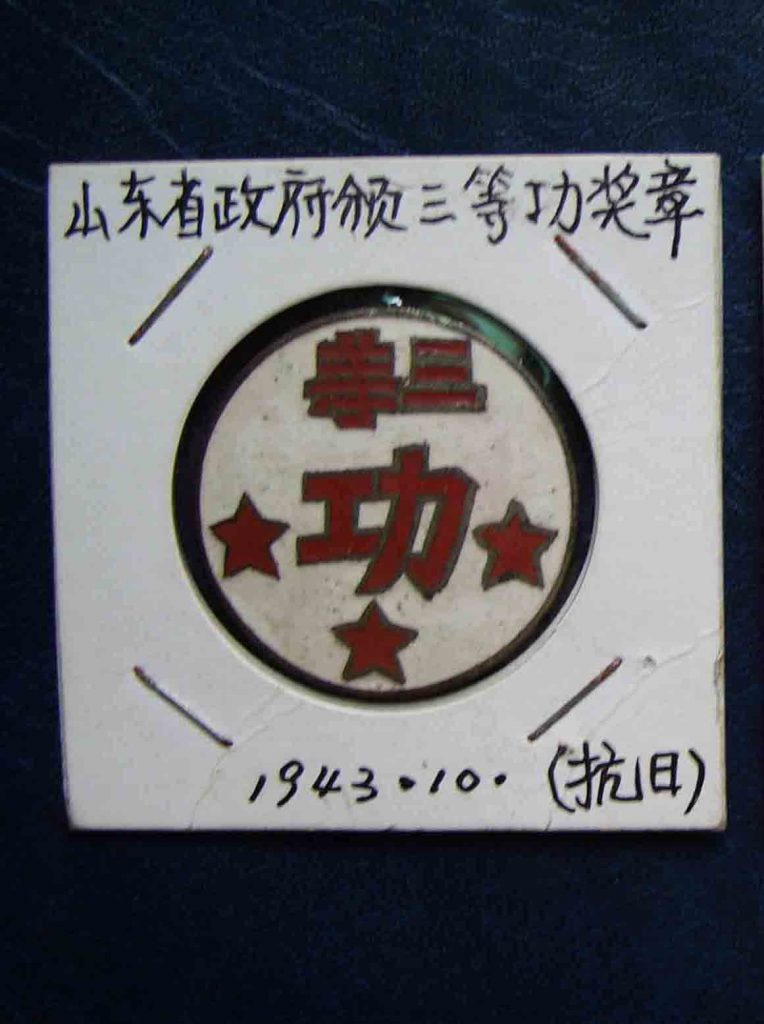 山东省政府颁三等功奖章
三等
功
1943.10.(抗日)